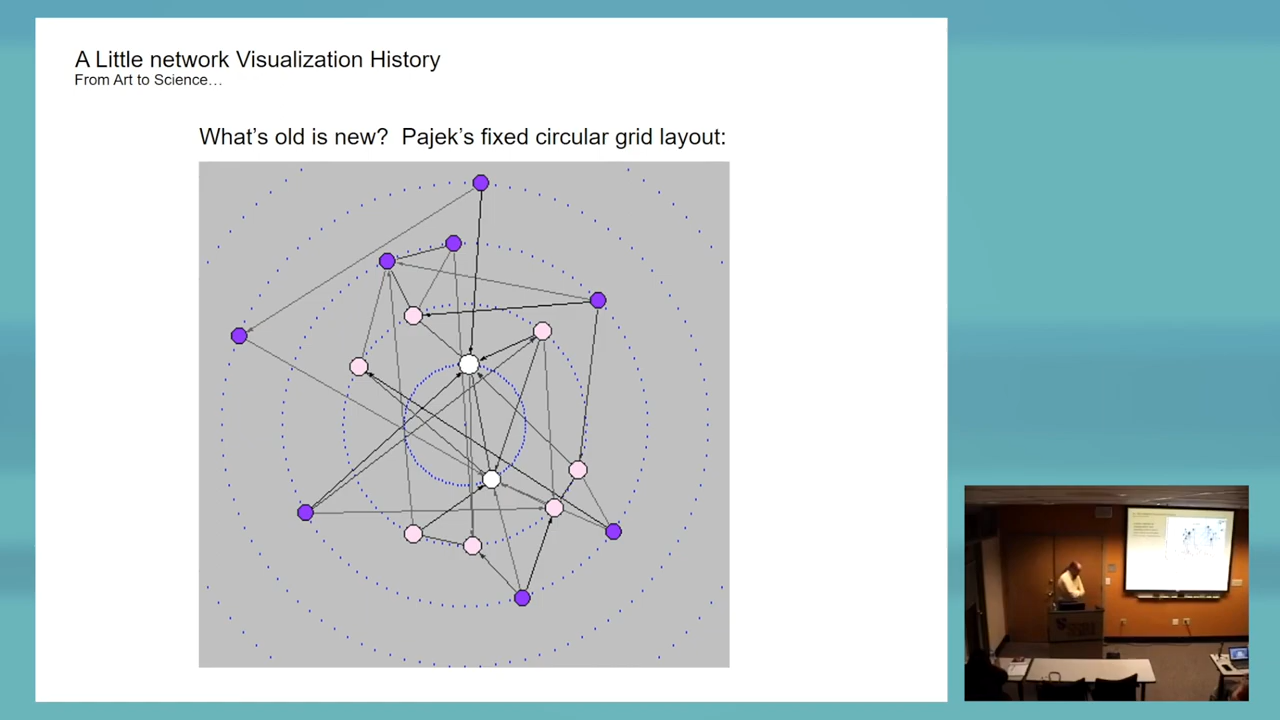 A Little network Visualization History
From Art to Science…
What's old is new?  Pajek's fixed circular grid layout: